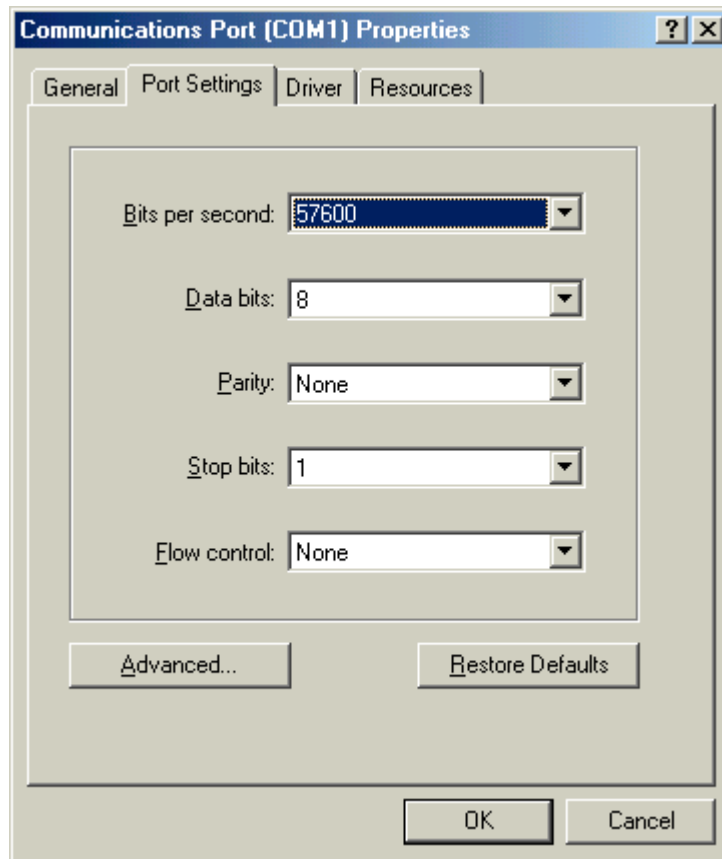 Communications Port (COM1) Properties
General Port Settings Driver Resources
Bits per second: 57600
Data bits: 8
Parity: None
Stop bits: 1
Flow control: None
Advanced... Restore Defaults
OK Cancel